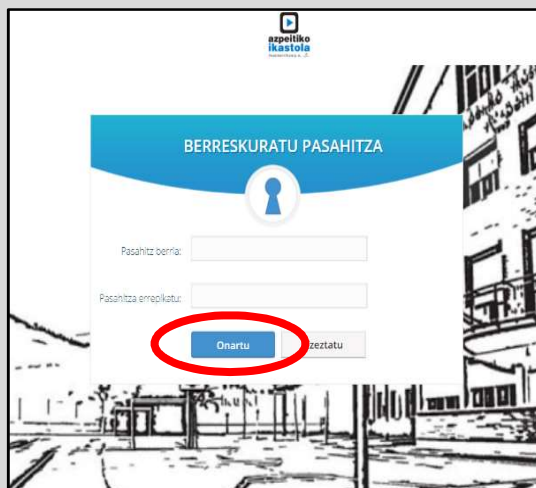 azpeitiko
ikastola
BERRESKURATU PASAHITZA
Pasahitz berria:
Pasahitza errepikatu:
Onartu